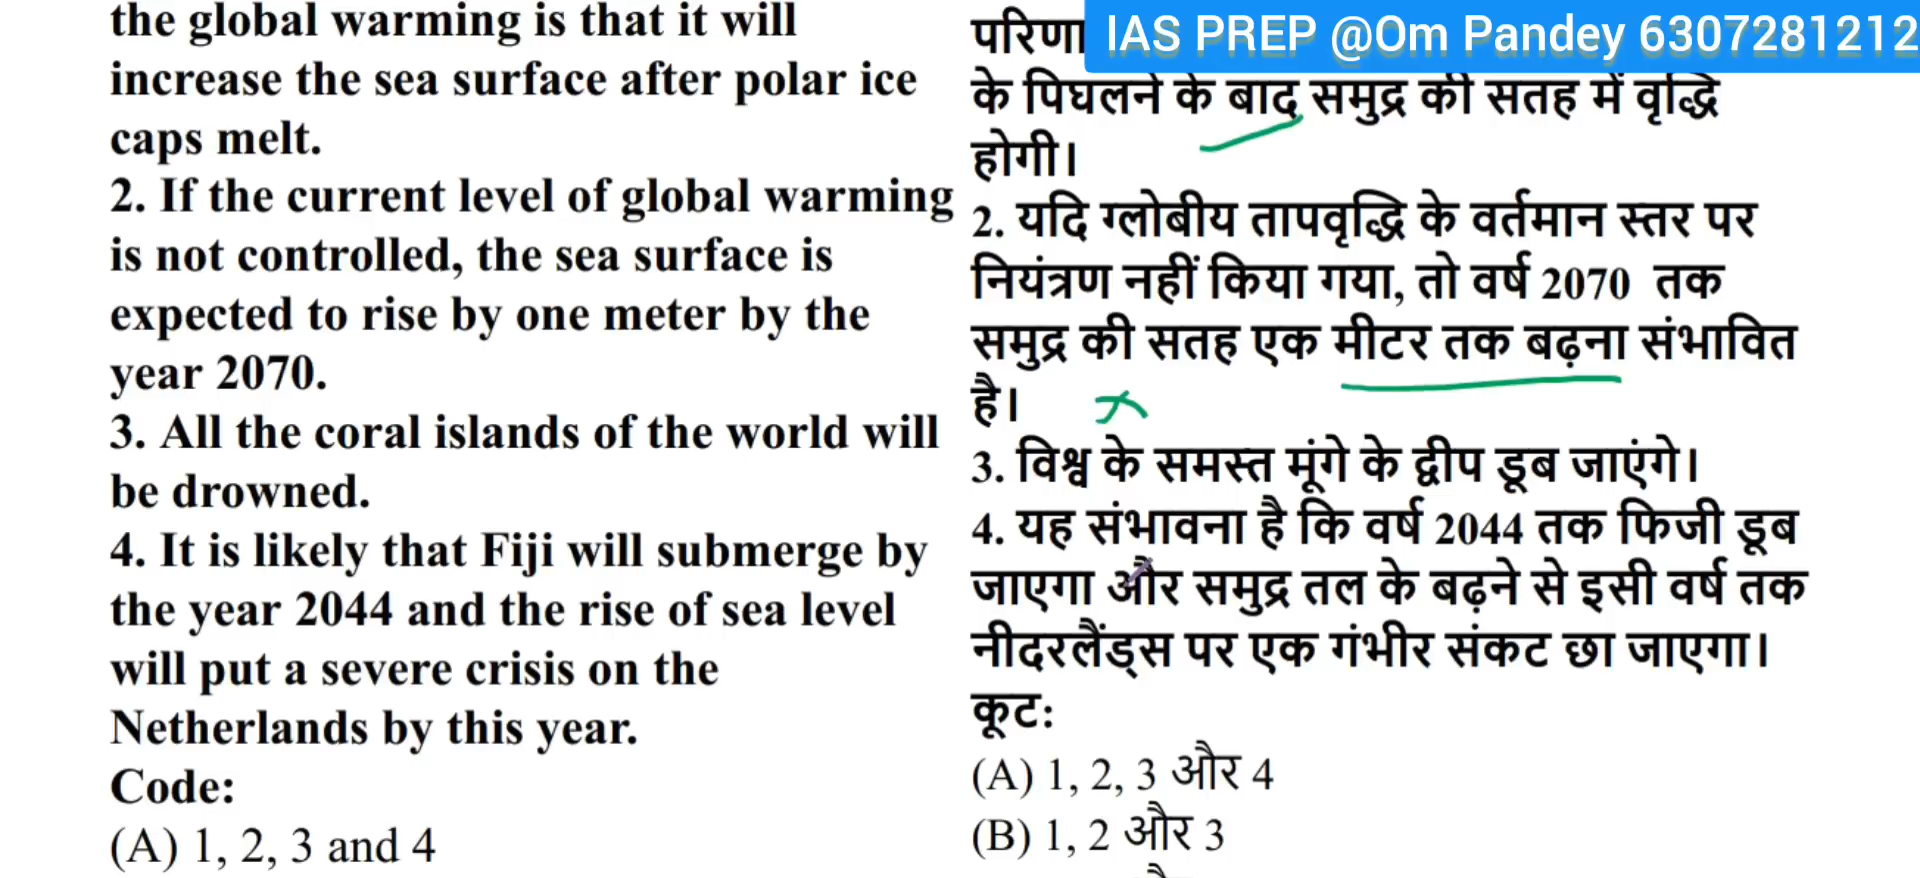 the global warming is that it will
increase the sea surface after polar ice
caps melt.
2. If the current level of global warming
is not controlled, the sea surface is
expected to rise by one meter by the
year 2070.
3. All the coral islands of the world will
be drowned.
4. It is likely that Fiji will submerge by
the year 2044 and the rise of sea level
will put a severe crisis on the
Netherlands by this year.
Code:
(A) 1, 2, 3 and 4
IAS PREP @Om Pandey 6307281212
के पिघलने के बाद समुद्र की सतह में वृद्धि
होगी।
2. यदि ग्लोबीय तापवृद्धि के वर्तमान स्तर पर
नियंत्रण नहीं किया गया, तो वर्ष 2070 तक
समुद्र की सतह एक मीटर तक बढ़ना संभावित
है।
3. विश्व के समस्त मूंगे के द्वीप डूब जाएंगे।
4. यह संभावना है कि वर्ष 2044 तक फिजी डूब
जाएगा और समुद्र तल के बढ़ने से इसी वर्ष तक
नीदरलैंड्स पर एक गंभीर संकट छा जाएगा।
कूटः
(A) 1, 2, 3 और 4
(B) 1, 2 और 3